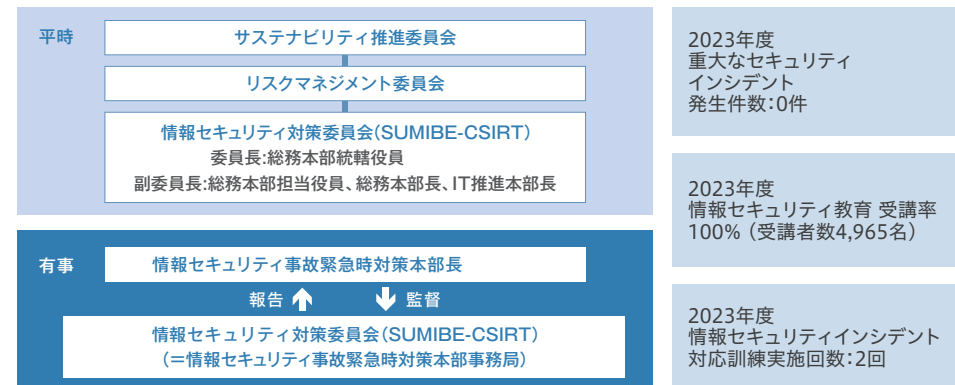 平時
サステナビリティ推進委員会
リスクマネジメント委員会
情報セキュリティ対策委員会（SUMIBE-CSIRT）
委員長:総務本部統轄役員
副委員長:総務本部担当役員、総務本部長、IT推進本部長
有事
情報セキュリティ事故緊急時対策本部長
報告 監督
情報セキュリティ対策委員会（SUMIBE-CSIRT）
（＝情報セキュリティ事故緊急時対策本部事務局）
2023年度
重大なセキュリティ
インシデント
発生件数：0件
2023年度
情報セキュリティ教育 受講率
100%（受講者数4,965名）
2023年度
情報セキュリティインシデント
対応訓練実施回数：2回